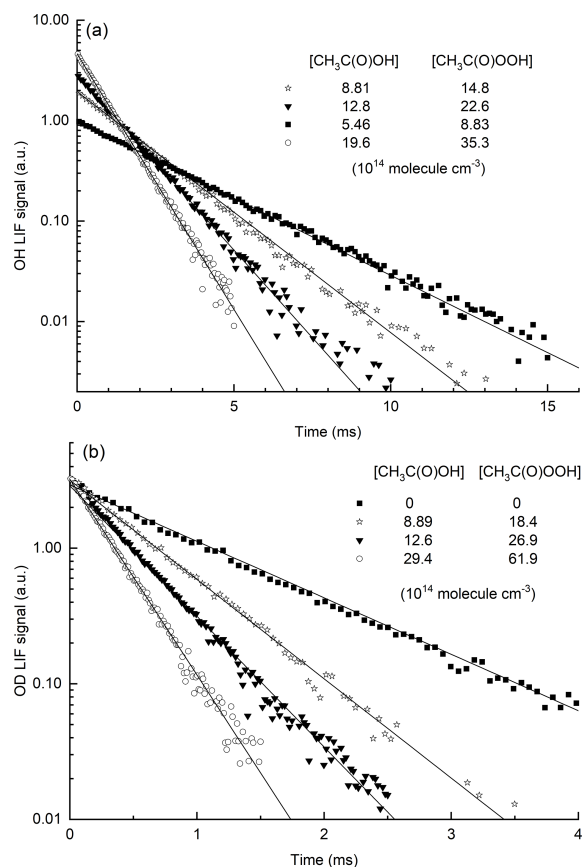 (a)
[CH₃C(O)OH] [CH₃C(O)OOH]
☆ 8.81 14.8
▼ 12.8 22.6
■ 5.46 8.83
○ 19.6 35.3
(10¹⁴ molecule cm⁻³)
OH LIF signal (a.u.)
10.00
1.00
0.10
0.01
0 5 10 15
Time (ms)
(b)
[CH₃C(O)OH] [CH₃C(O)OOH]
■ 0 0
☆ 8.89 18.4
▼ 12.6 26.9
○ 29.4 61.9
(10¹⁴ molecule cm⁻³)
OD LIF signal (a.u.)
1.00
0.10
0.01
0 1 2 3 4
Time (ms)